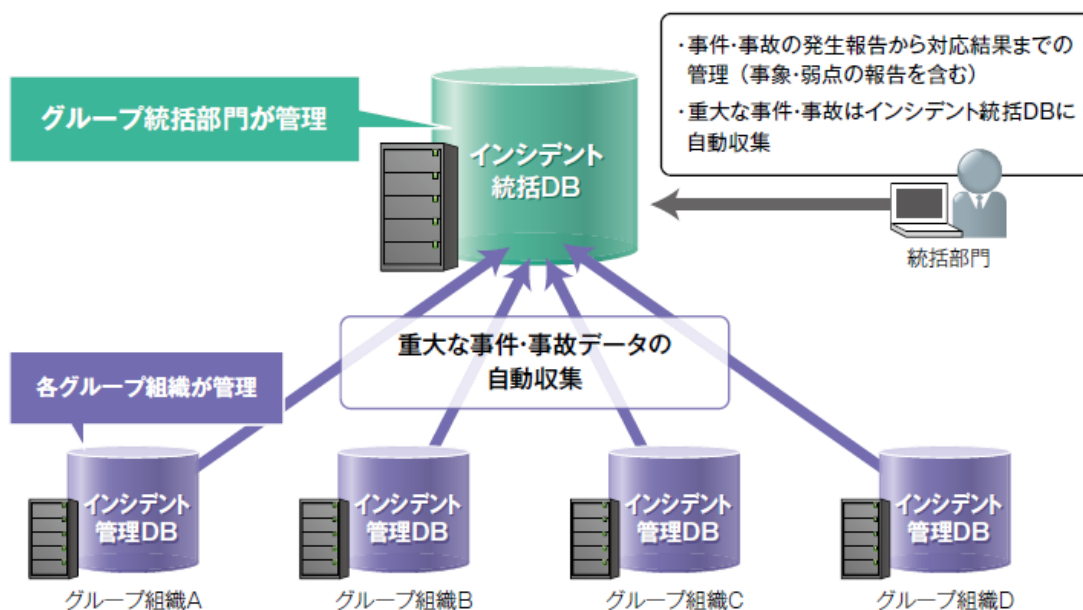 ・事件・事故の発生報告から対応結果までの
管理（事象・弱点の報告を含む）
・重大な事件・事故はインシデント統括DBに
自動収集
グループ統括部門が管理
インシデント
統括DB
統括部門
重大な事件・事故データの
自動収集
各グループ組織が管理
インシデント
管理DB
インシデント
管理DB
インシデント
管理DB
インシデント
管理DB
グループ組織A
グループ組織B
グループ組織C
グループ組織D